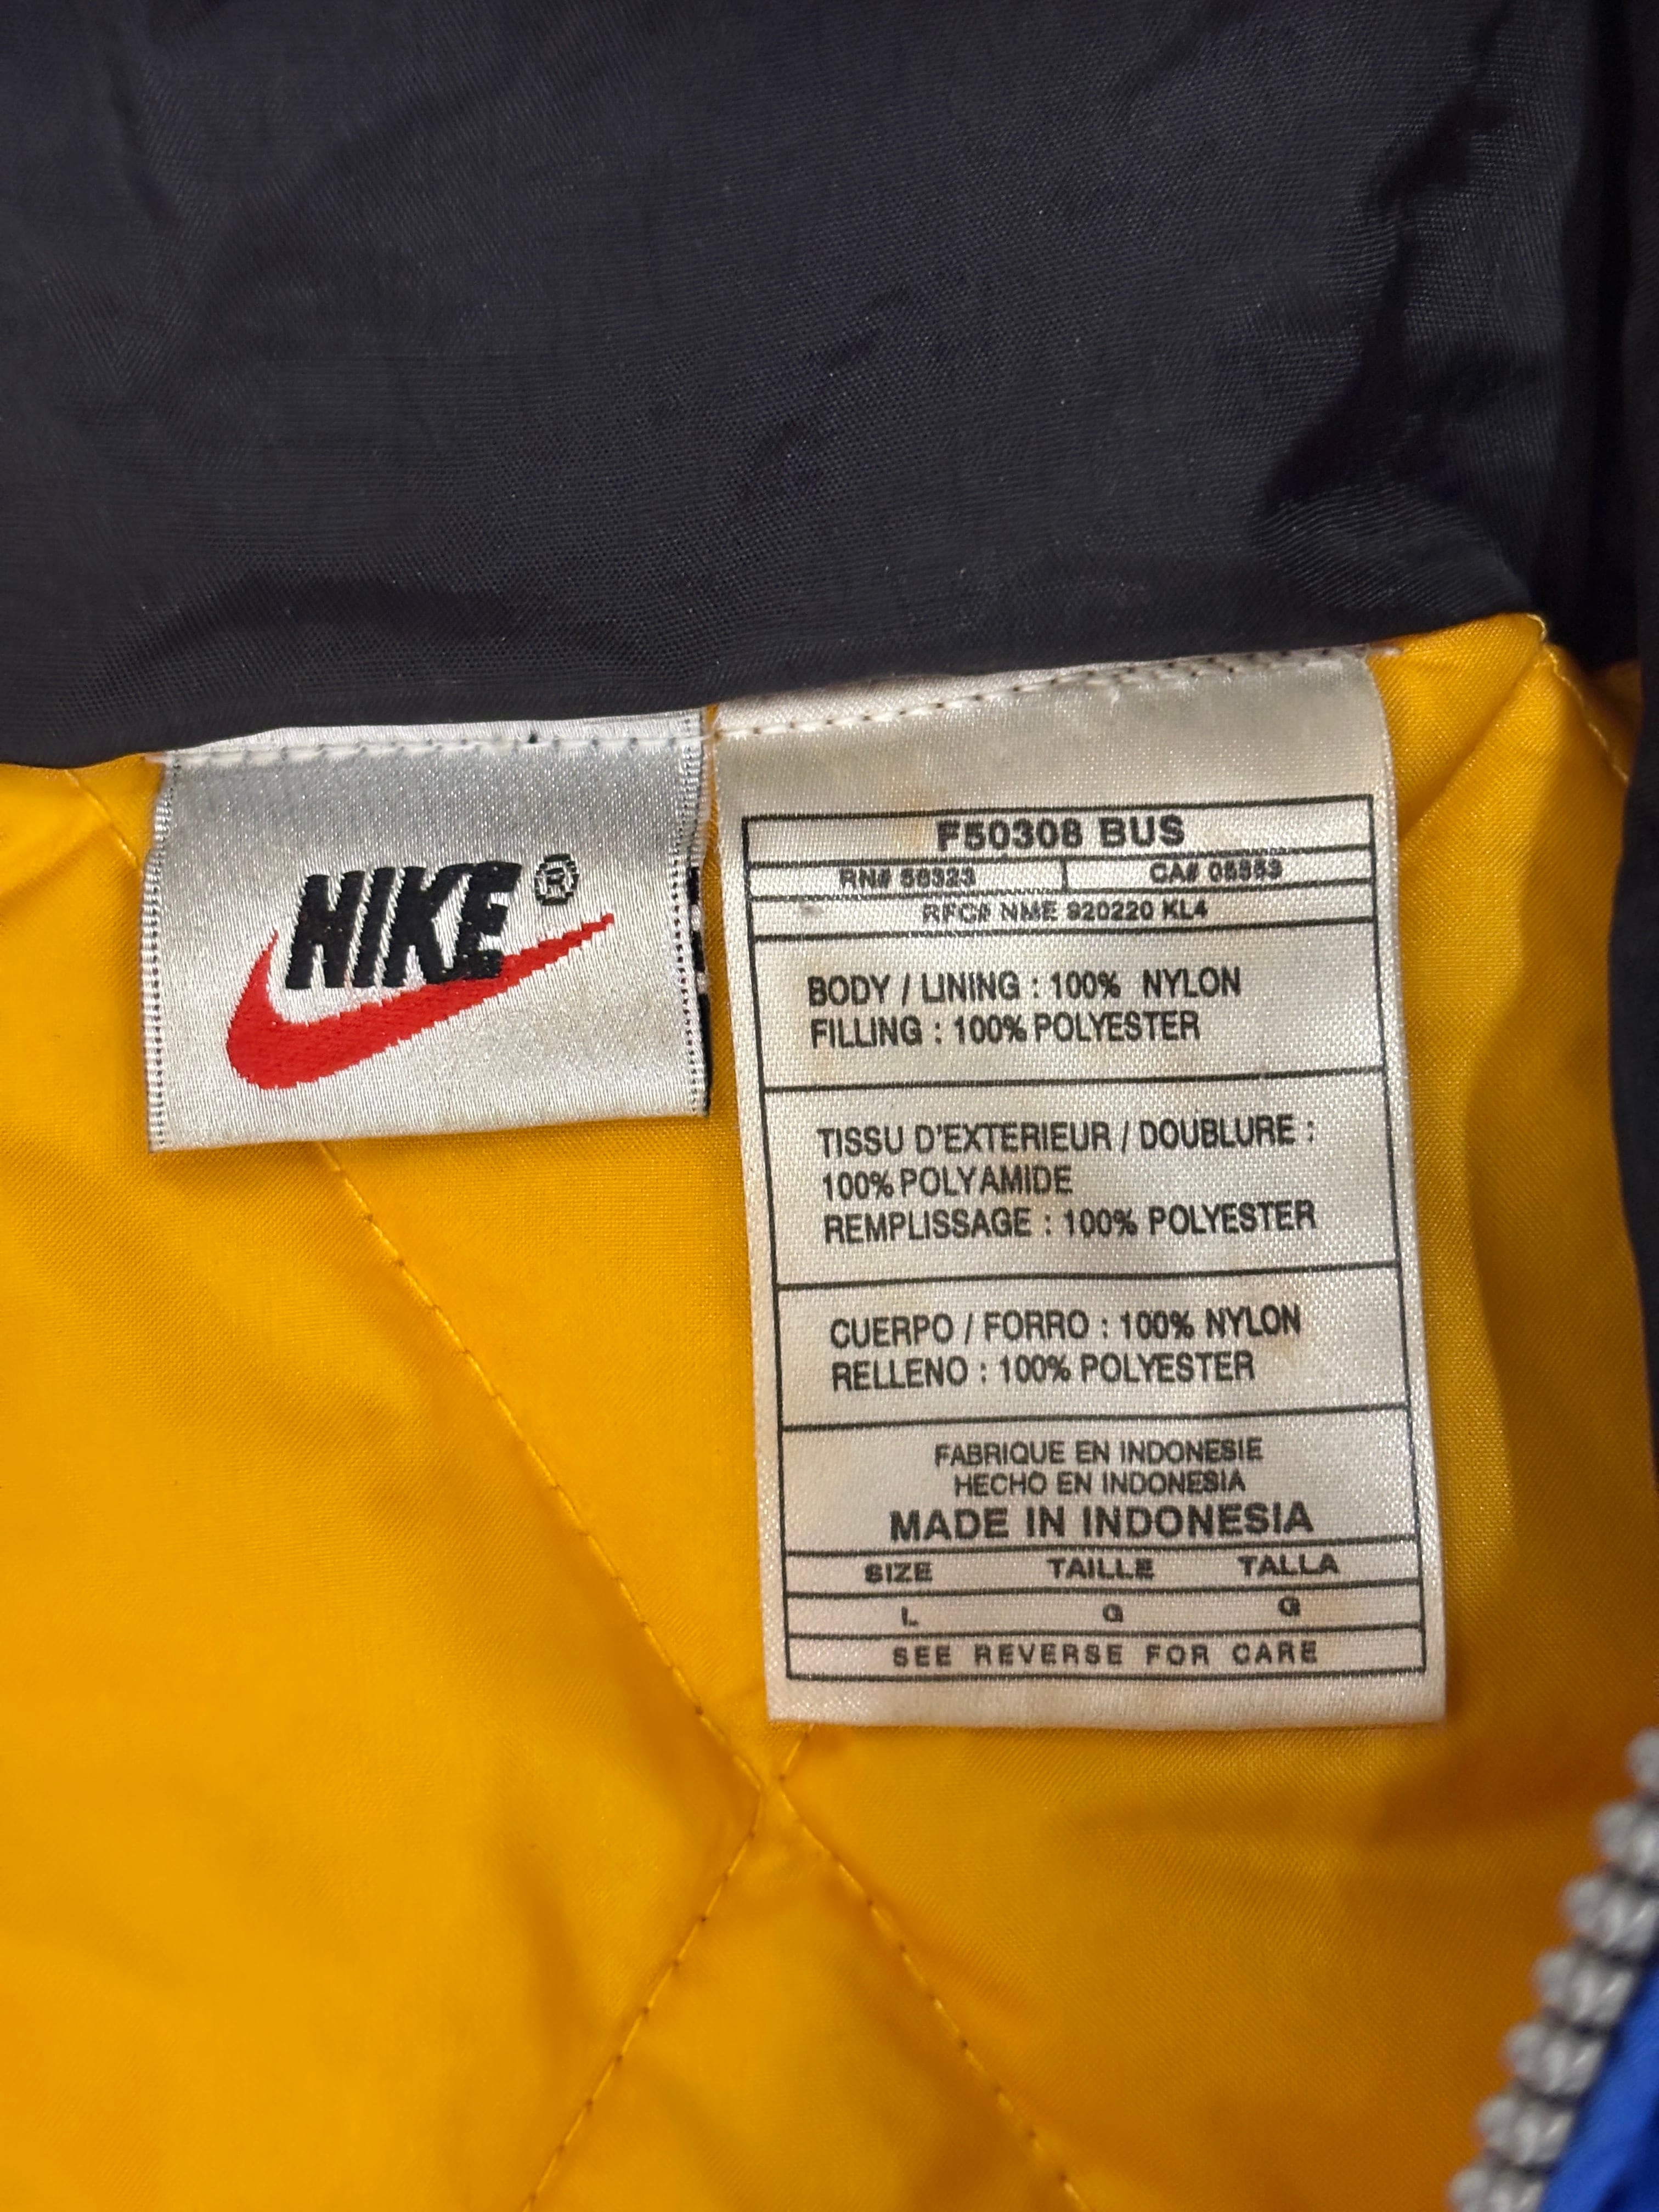 NIKE®
F50308 BUS
RN# 56323 CA# 05553
RFC# NME 920220 KL4
BODY / LINING : 100% NYLON
FILLING : 100% POLYESTER
TISSU D'EXTERIEUR / DOUBLURE :
100% POLYAMIDE
REMPLISSAGE : 100% POLYESTER
CUERPO / FORRO : 100% NYLON
RELLENO : 100% POLYESTER
FABRIQUE EN INDONESIE
HECHO EN INDONESIA
MADE IN INDONESIA
SIZE TAILLE TALLA
L G G
SEE REVERSE FOR CARE